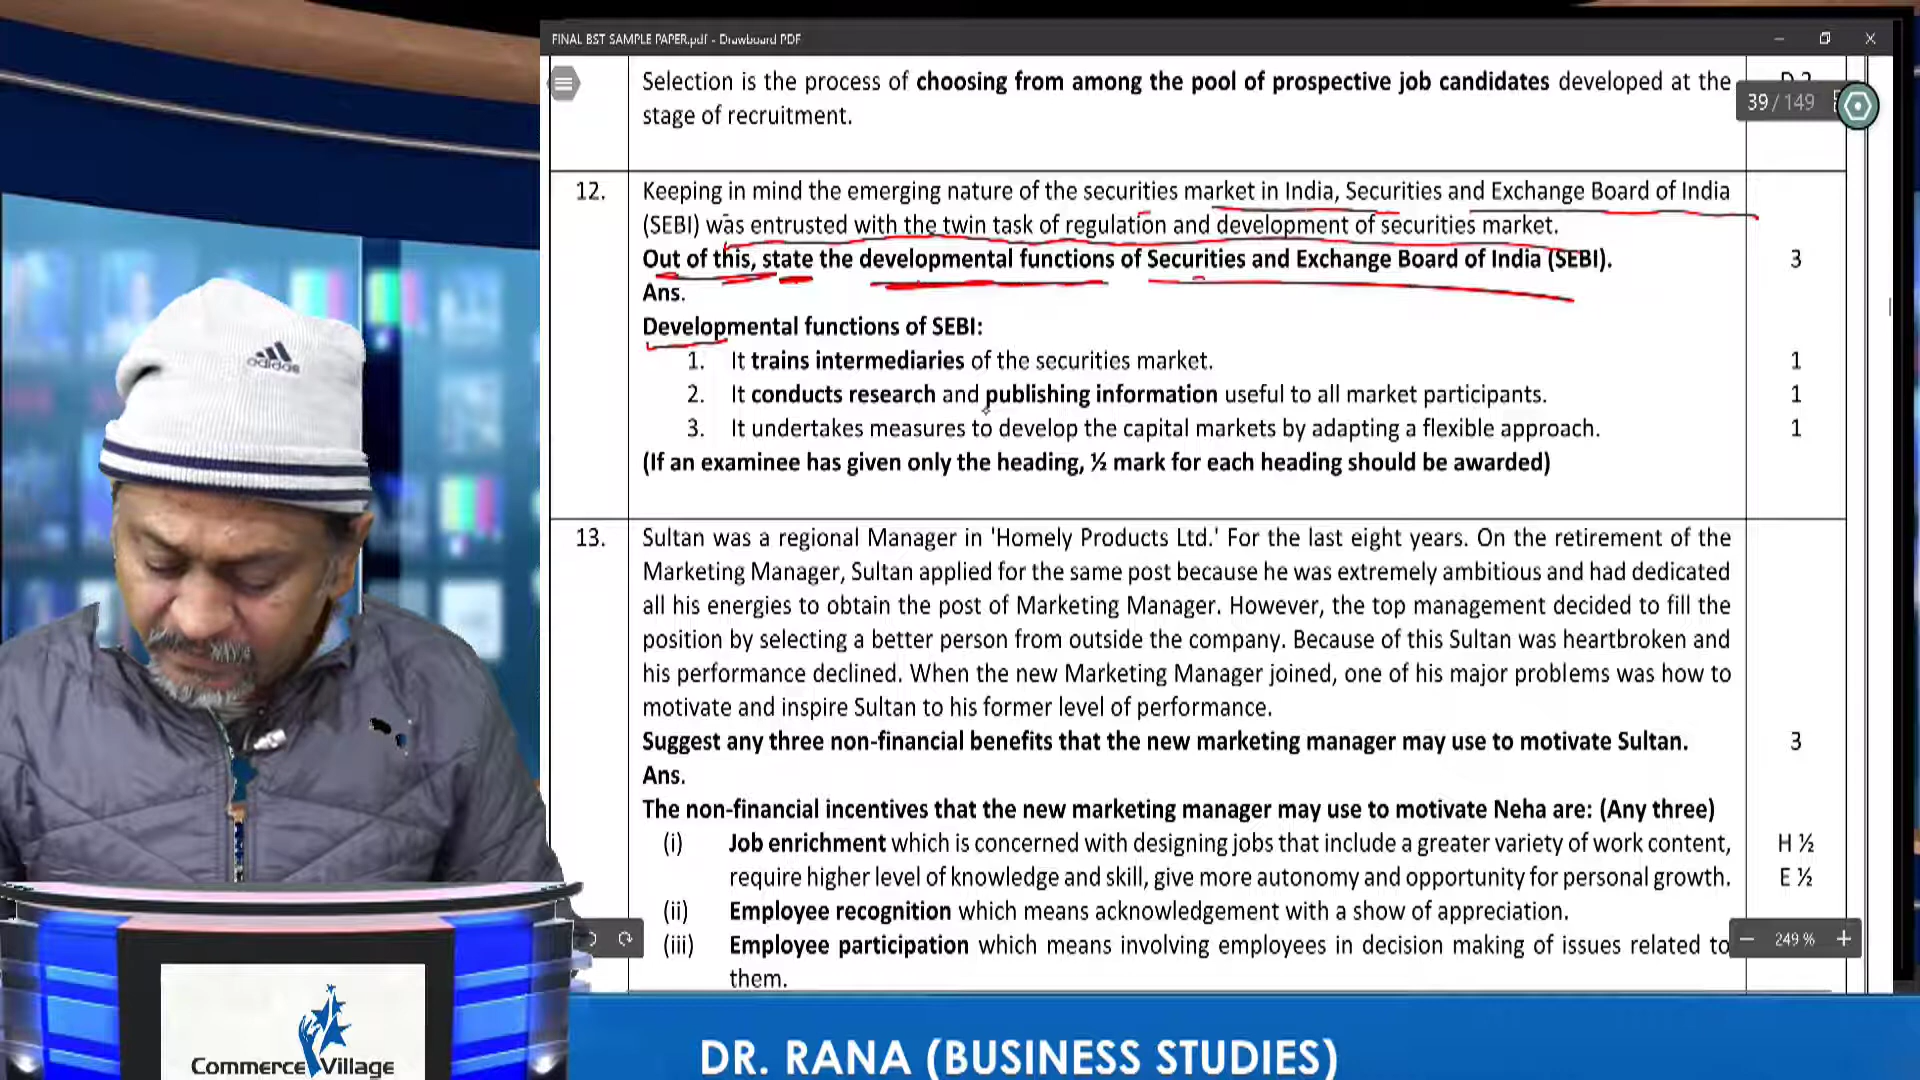 FINAL BST SAMPLE PAPER.pdf - Drawboard PDF
Selection is the process of choosing from among the pool of prospective job candidates developed at the
stage of recruitment.
39 / 149
12.
Keeping in mind the emerging nature of the securities market in India, Securities and Exchange Board of India
(SEBI) was entrusted with the twin task of regulation and development of securities market.
Out of this, state the developmental functions of Securities and Exchange Board of India (SEBI). 3
Ans.
Developmental functions of SEBI:
1. It trains intermediaries of the securities market. 1
2. It conducts research and publishing information useful to all market participants. 1
3. It undertakes measures to develop the capital markets by adapting a flexible approach. 1
(If an examinee has given only the heading, ½ mark for each heading should be awarded)
13.
Sultan was a regional Manager in 'Homely Products Ltd.' For the last eight years. On the retirement of the
Marketing Manager, Sultan applied for the same post because he was extremely ambitious and had dedicated
all his energies to obtain the post of Marketing Manager. However, the top management decided to fill the
position by selecting a better person from outside the company. Because of this Sultan was heartbroken and
his performance declined. When the new Marketing Manager joined, one of his major problems was how to
motivate and inspire Sultan to his former level of performance.
Suggest any three non-financial benefits that the new marketing manager may use to motivate Sultan. 3
Ans.
The non-financial incentives that the new marketing manager may use to motivate Neha are: (Any three)
(i) Job enrichment which is concerned with designing jobs that include a greater variety of work content, H ½
require higher level of knowledge and skill, give more autonomy and opportunity for personal growth. E ½
(ii) Employee recognition which means acknowledgement with a show of appreciation.
(iii) Employee participation which means involving employees in decision making of issues related to
them.
249 %
adidas
Commerce Village
DR. RANA (BUSINESS STUDIES)